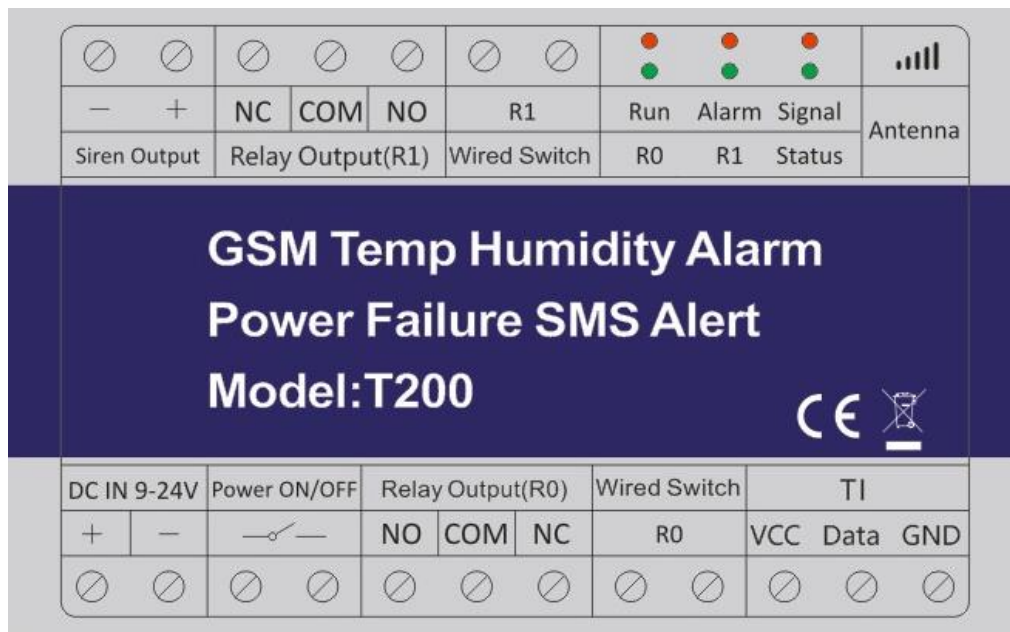 − + NC COM NO R1 Run Alarm Signal Antenna
Siren Output Relay Output(R1) Wired Switch R0 R1 Status
GSM Temp Humidity Alarm
Power Failure SMS Alert
Model:T200
CE
DC IN 9-24V Power ON/OFF Relay Output(R0) Wired Switch TI
+ − NO COM NC R0 VCC Data GND